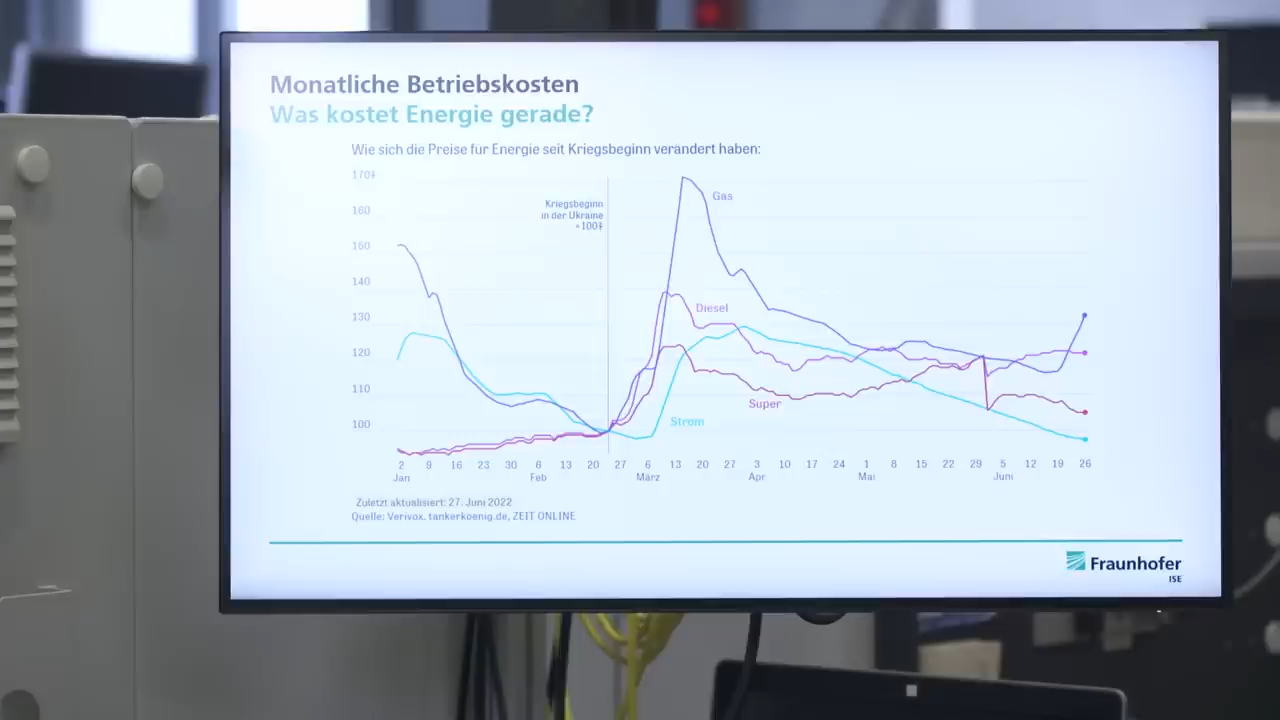 Monatliche Betriebskosten
Was kostet Energie gerade?
Wie sich die Preise für Energie seit Kriegsbeginn verändert haben:
170%
160
150
140
130
120
110
100
Kriegsbeginn
in der Ukraine
=100%
Gas
Diesel
Super
Strom
2 9 16 23 30 6 13 20 27 6 13 20 27 3 10 17 24 1 8 15 22 29 5 12 19 26
Jan Feb März Apr Mai Juni
Zuletzt aktualisiert: 27. Juni 2022
Quelle: Verivox, tankerkoenig.de, ZEIT ONLINE
Fraunhofer
ISE